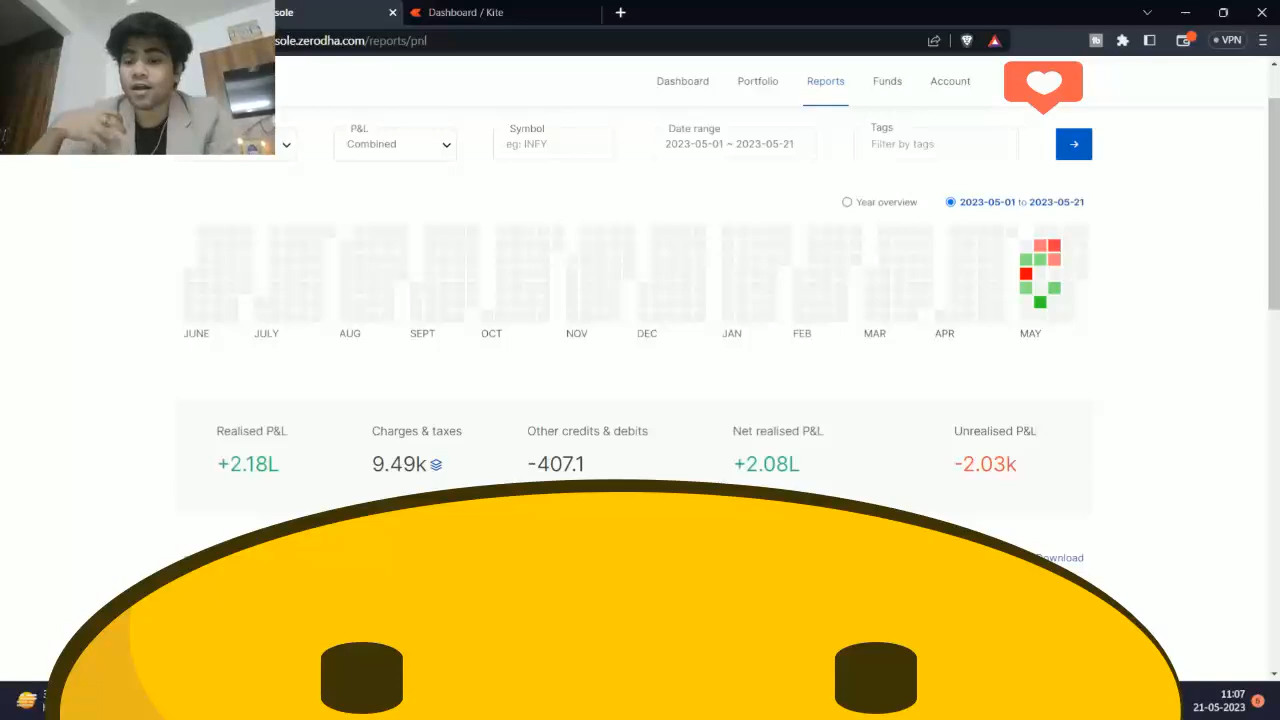 sole
Dashboard / Kite
sole.zerodha.com/reports/pnl
VPN
Dashboard
Portfolio
Reports
Funds
Account
P&L
Combined
Symbol
eg: INFY
Date range
2023-05-01 ~ 2023-05-21
Tags
Filter by tags
Year overview
2023-05-01 to 2023-05-21
JUNE
JULY
AUG
SEPT
OCT
NOV
DEC
JAN
FEB
MAR
APR
MAY
Realised P&L
Charges & taxes
Other credits & debits
Net realised P&L
Unrealised P&L
+2.18L
9.49k
-407.1
+2.08L
-2.03k
Download
11:07
21-05-2023